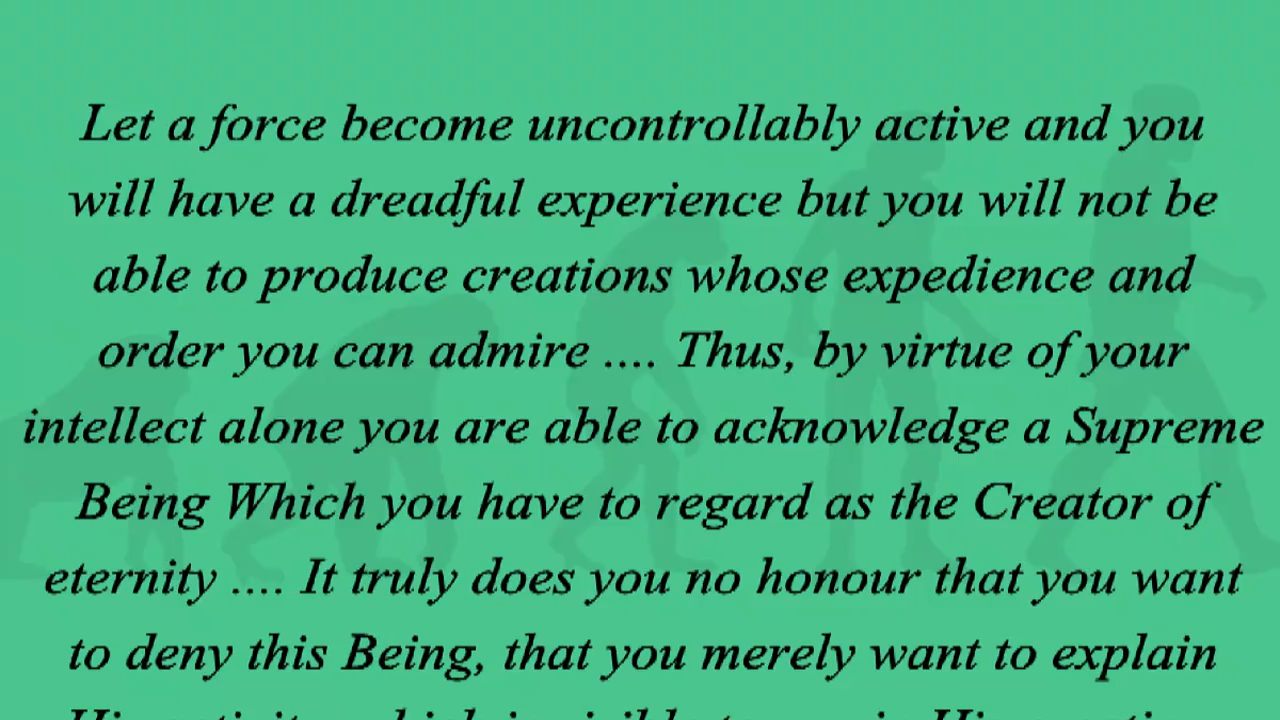 Let a force become uncontrollably active and you
will have a dreadful experience but you will not be
able to produce creations whose expedience and
order you can admire .... Thus, by virtue of your
intellect alone you are able to acknowledge a Supreme
Being Which you have to regard as the Creator of
eternity .... It truly does you no honour that you want
to deny this Being, that you merely want to explain